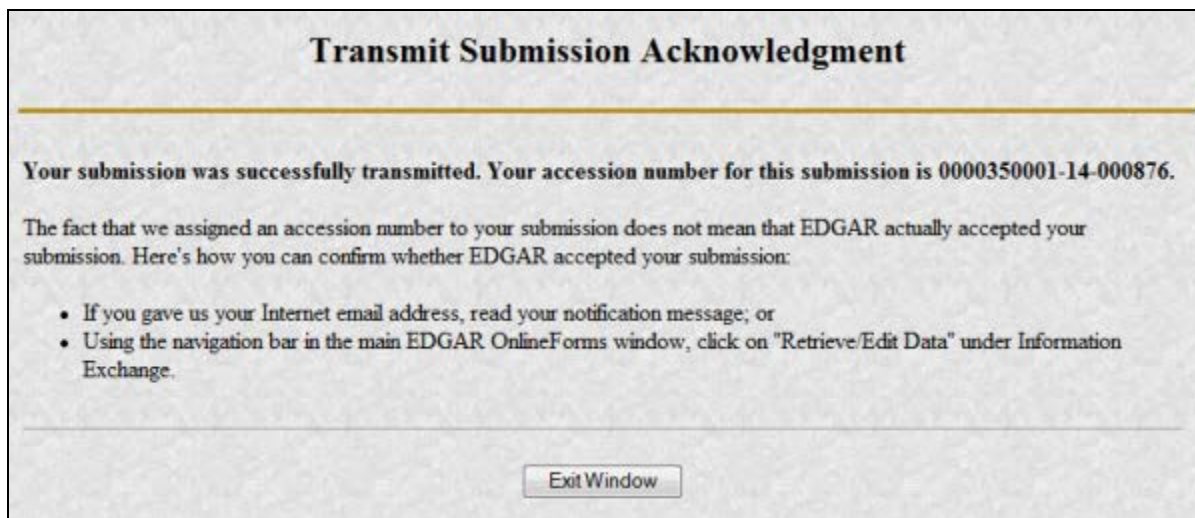 Transmit Submission Acknowledgment
Your submission was successfully transmitted. Your accession number for this submission is 0000350001-14-000876.
The fact that we assigned an accession number to your submission does not mean that EDGAR actually accepted your
submission. Here's how you can confirm whether EDGAR accepted your submission:
• If you gave us your Internet email address, read your notification message; or
• Using the navigation bar in the main EDGAR OnlineForms window, click on "Retrieve/Edit Data" under Information
Exchange.
Exit Window